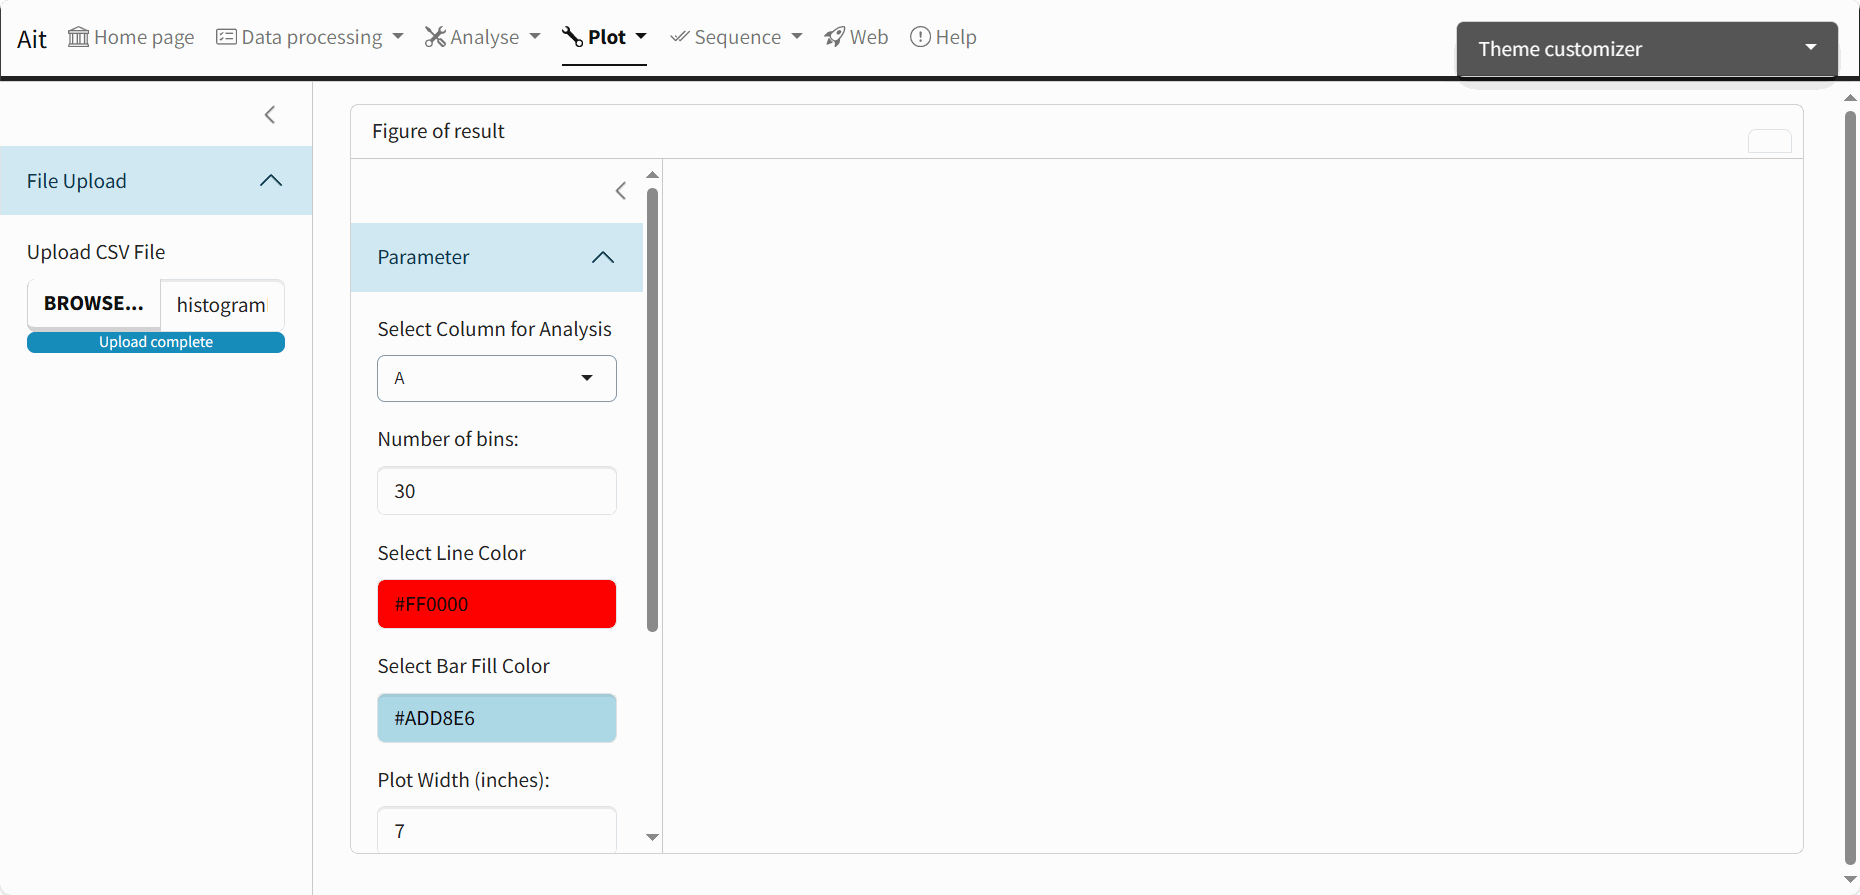 Ait Home page Data processing Analyse Plot Sequence Web Help
Theme customizer
File Upload
Upload CSV File
BROWSE... histogram
Upload complete
Figure of result
Parameter
Select Column for Analysis
A
Number of bins:
30
Select Line Color
#FF0000
Select Bar Fill Color
#ADD8E6
Plot Width (inches):
7